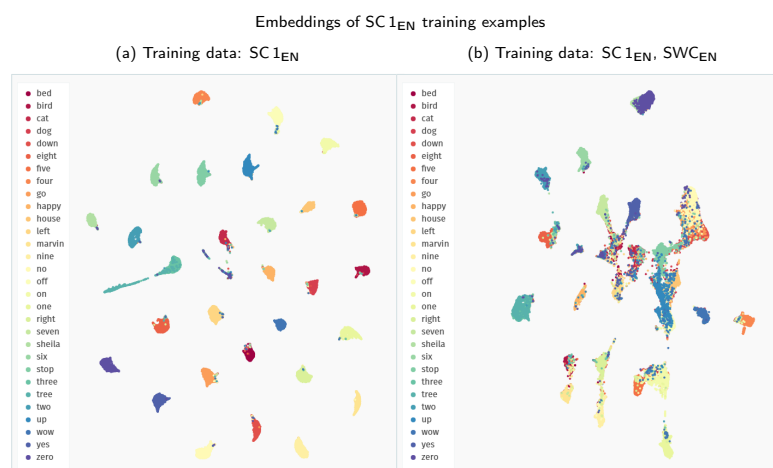 Embeddings of SC 1EN training examples
(a) Training data: SC 1EN
(b) Training data: SC 1EN, SWCEN
bed
bird
cat
dog
down
eight
five
four
go
happy
house
left
marvin
nine
no
off
on
one
right
seven
sheila
six
stop
three
tree
two
up
wow
yes
zero
bed
bird
cat
dog
down
eight
five
four
go
happy
house
left
marvin
nine
no
off
on
one
right
seven
sheila
six
stop
three
tree
two
up
wow
yes
zero